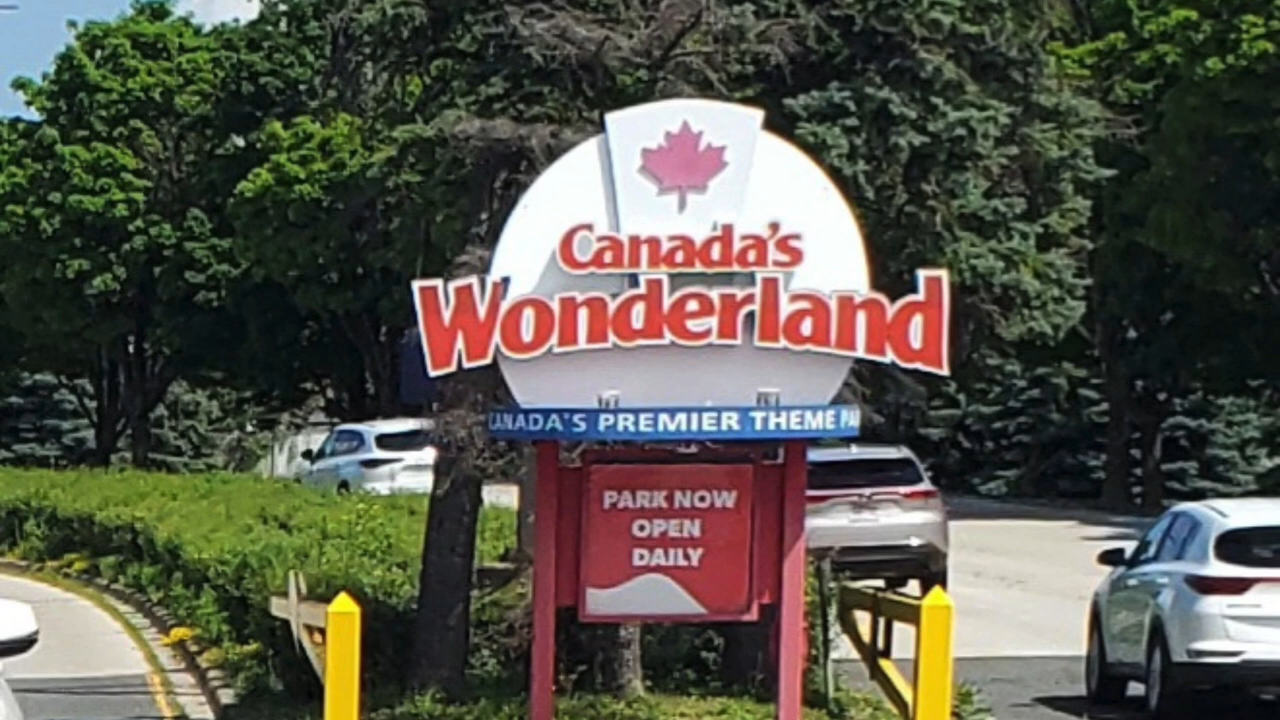 Canada's
Wonderland
CANADA'S PREMIER THEME
PARK NOW
OPEN
DAILY